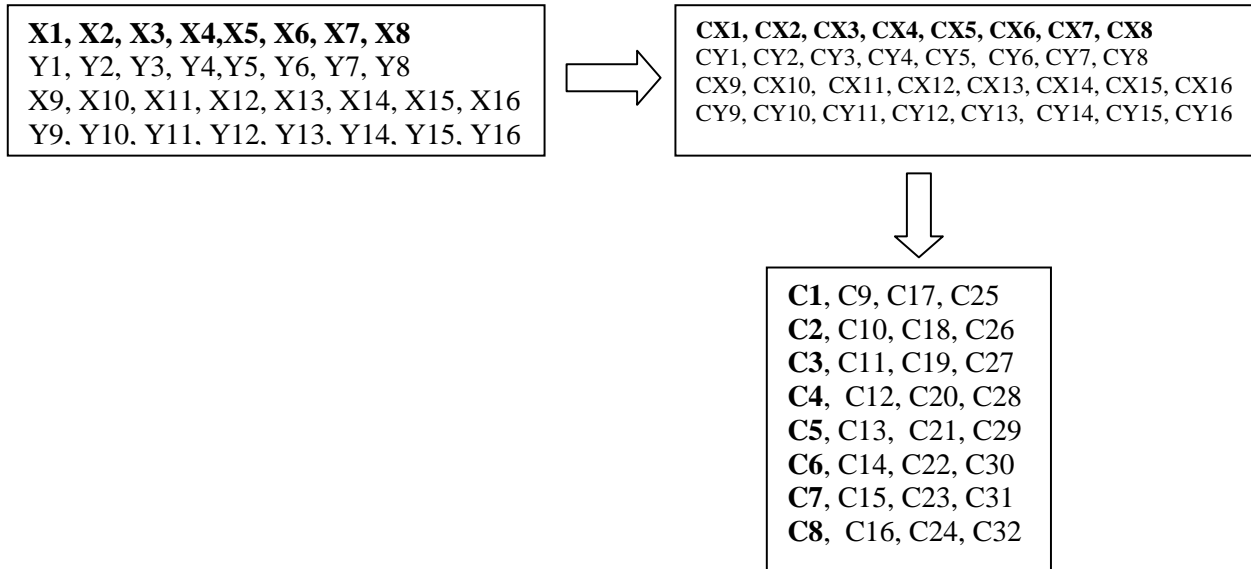 X1, X2, X3, X4,X5, X6, X7, X8
Y1, Y2, Y3, Y4,Y5, Y6, Y7, Y8
X9, X10, X11, X12, X13, X14, X15, X16
Y9, Y10, Y11, Y12, Y13, Y14, Y15, Y16
CX1, CX2, CX3, CX4, CX5, CX6, CX7, CX8
CY1, CY2, CY3, CY4, CY5, CY6, CY7, CY8
CX9, CX10, CX11, CX12, CX13, CX14, CX15, CX16
CY9, CY10, CY11, CY12, CY13, CY14, CY15, CY16
C1, C9, C17, C25
C2, C10, C18, C26
C3, C11, C19, C27
C4, C12, C20, C28
C5, C13, C21, C29
C6, C14, C22, C30
C7, C15, C23, C31
C8, C16, C24, C32